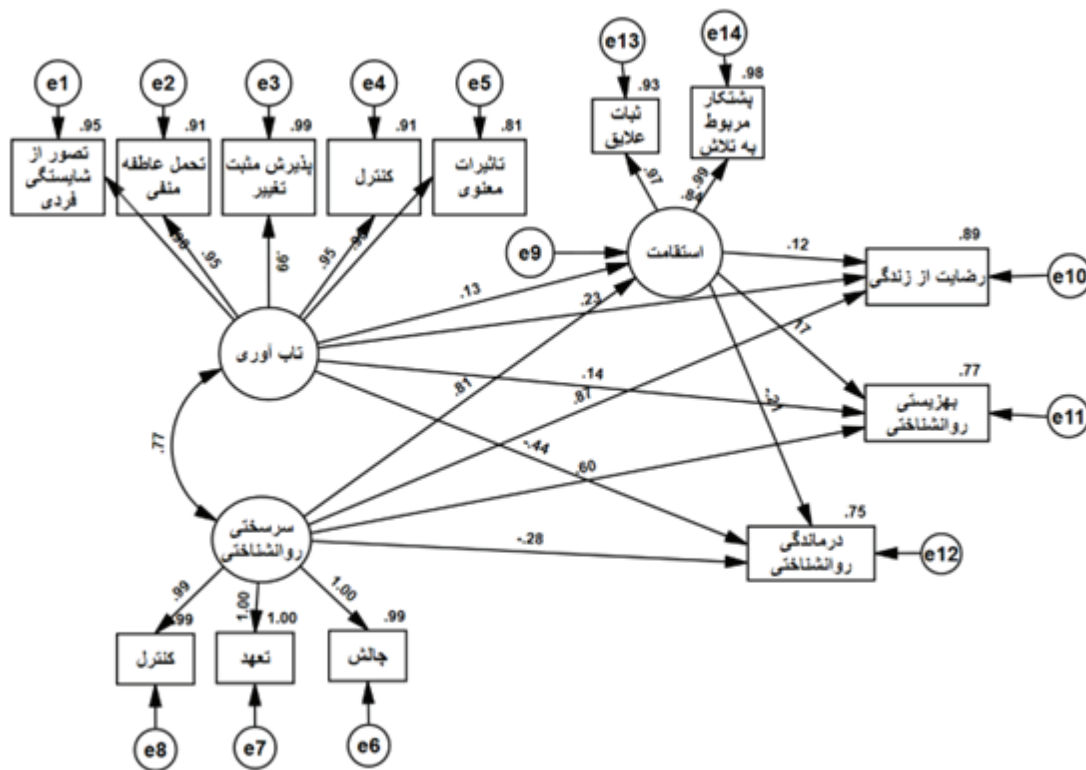 e13
e14
e1
e2
e3
e4
e5
.95
.91
.99
.91
.81
.93
.98
تصور از
شایستگی
فردی
تحمل عاطفه
منفی
پذیرش مثبت
تغییر
کنترل
تاثیرات
معنوی
ثبات
علایق
پشتکار
مربوط
به تلاش
.95
.99
.95
.97
.99
e9
استقامت
.12
.89
رضایت از زندگی
e10
.13
.23
.17
تاب آوری
.81
.14
.87
.77
بهزیستی
روانشناختی
e11
.77
-.44
.60
سرسختی
روانشناختی
-.28
.75
درماندگی
روانشناختی
e12
.99
1.00
1.00
.99
1.00
.99
کنترل
تعهد
چالش
e8
e7
e6